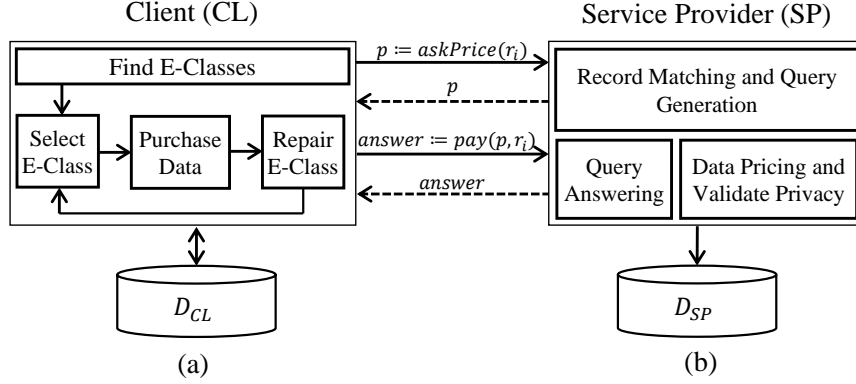 Client (CL)
Service Provider (SP)
Find E-Classes
Select
E-Class
Purchase
Data
Repair
E-Class
p ≔ askPrice(r_i)
p
answer ≔ pay(p, r_i)
answer
Record Matching and Query
Generation
Query
Answering
Data Pricing and
Validate Privacy
D_CL
D_SP
(a)
(b)